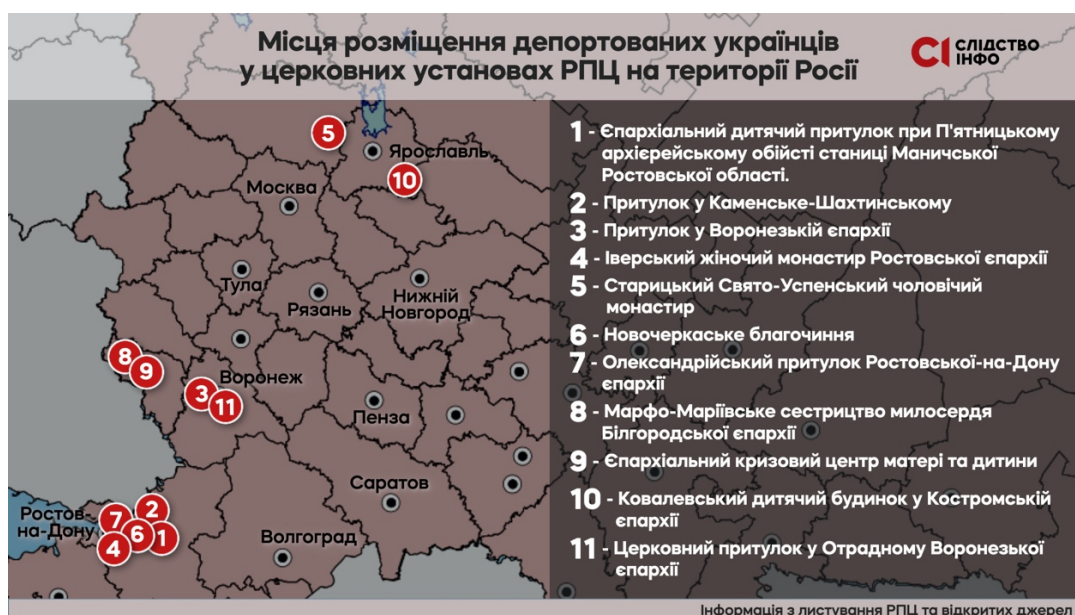 Місця розміщення депортованих українців
у церковних установах РПЦ на території Росії
СІ СЛІДСТВО
ІНФО
1 - Єпархіальний дитячий притулок при П'ятницькому
архієрейському обійсті станиці Маничської
Ростовської області.
2 - Притулок у Каменське-Шахтинському
3 - Притулок у Воронезькій єпархії
4 - Іверський жіночий монастир Ростовської єпархії
5 - Старицький Свято-Успенський чоловічий
монастир
6 - Новочеркаське благочиння
7 - Олександрійський притулок Ростовської-на-Дону
єпархії
8 - Марфо-Маріївське сестрицтво милосердя
Білгородської єпархії
9 - Єпархіальний кризовий центр матері та дитини
10 - Ковалевський дитячий будинок у Костромській
єпархії
11 - Церковний притулок у Отрадному Воронезької
єпархії
5
Ярославль
10
Москва
Тула
Рязань
Нижній
Новгород
8
9
Воронеж
3
11
Пенза
Саратов
Ростов-
на-Дону
7
2
6
1
4
Волгоград
Інформація з листування РПЦ та відкритих джерел